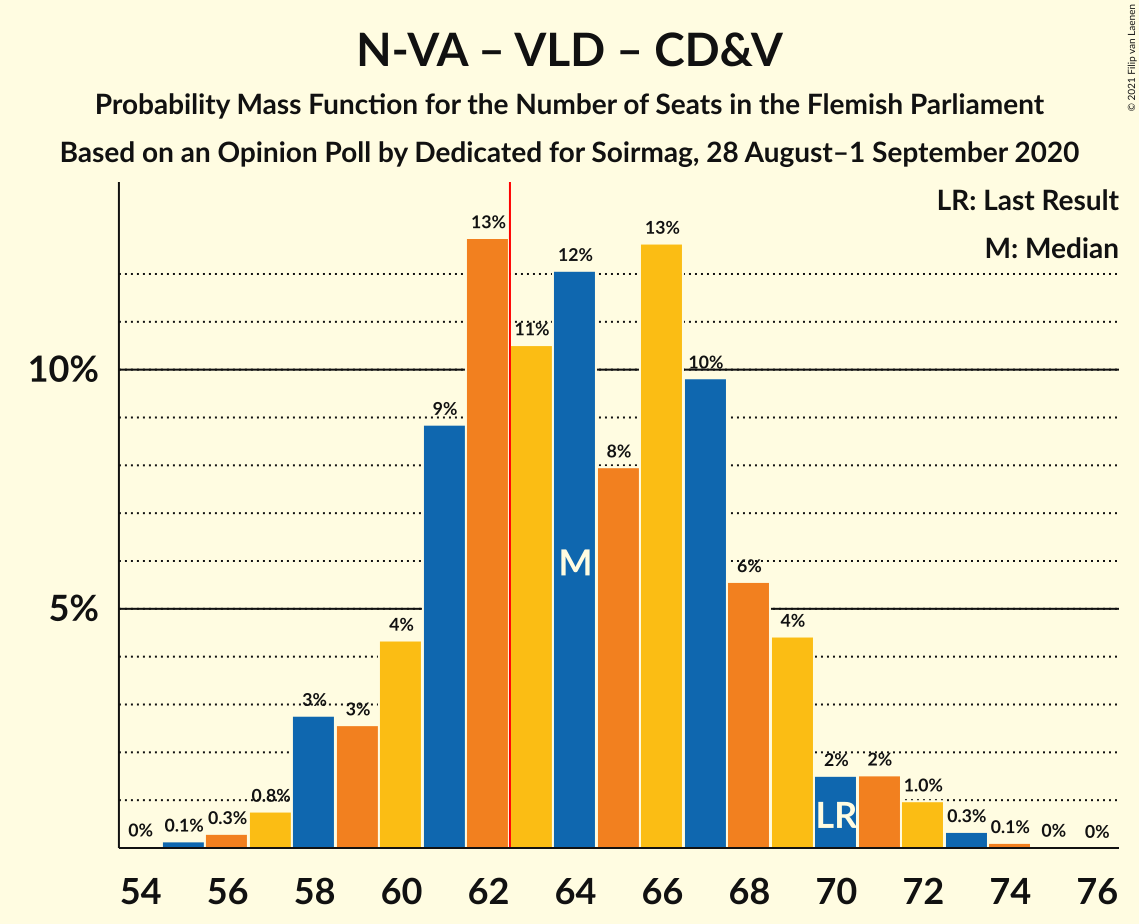 © 2021 Filip van Laenen
N-VA – VLD – CD&V
Probability Mass Function for the Number of Seats in the Flemish Parliament
Based on an Opinion Poll by Dedicated for Soirmag, 28 August–1 September 2020
LR: Last Result
M: Median
10%
5%
0%
0.1%
0.3%
0.8%
3%
3%
4%
9%
13%
11%
12%
8%
13%
10%
6%
4%
2%
2%
1.0%
0.3%
0.1%
0%
0%
M
LR
54 56 58 60 62 64 66 68 70 72 74 76